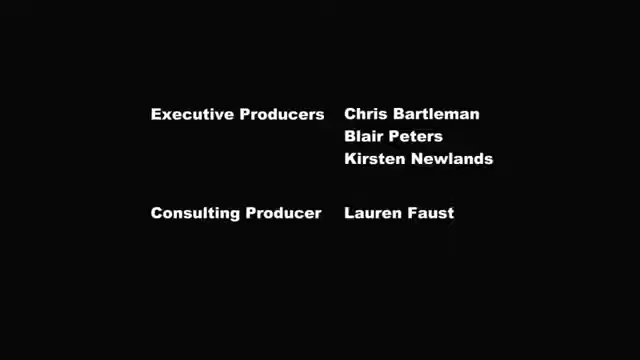 Executive Producers Chris Bartleman
Blair Peters
Kirsten Newlands
Consulting Producer Lauren Faust